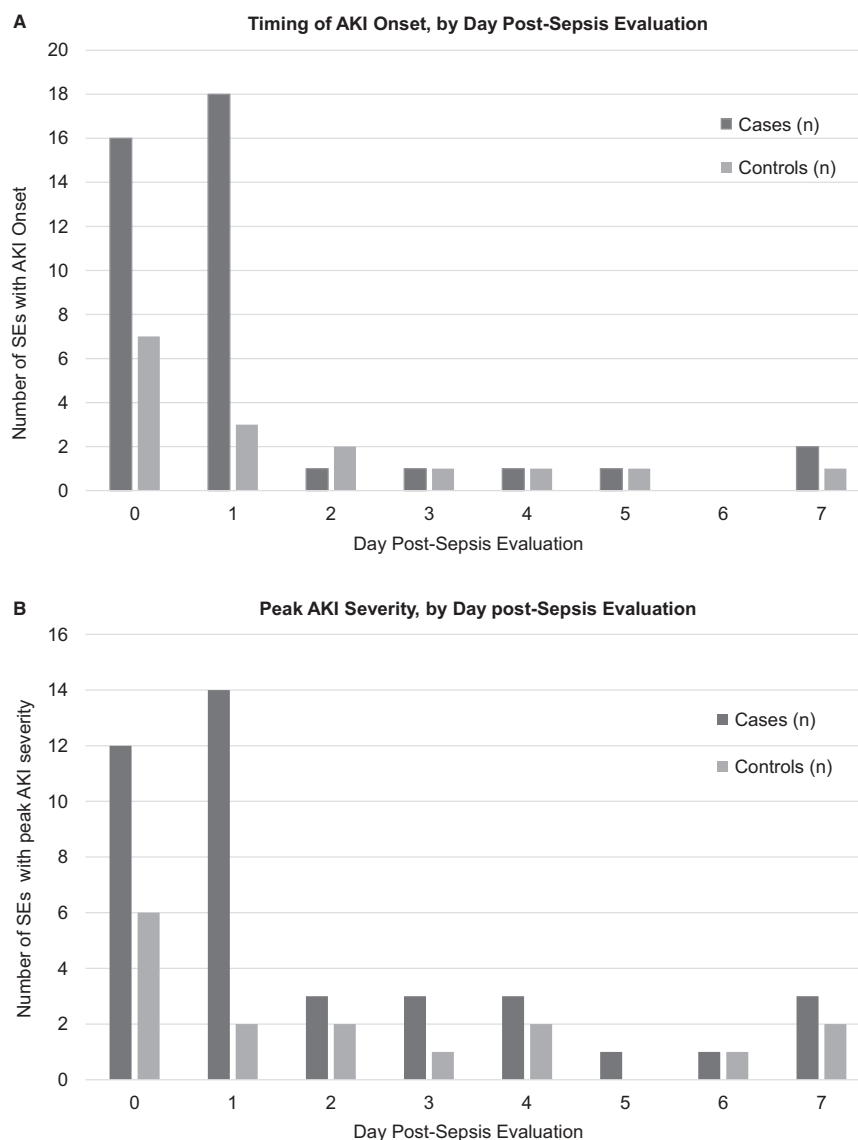 A
Timing of AKI Onset, by Day Post-Sepsis Evaluation
20
18
16
14
12
10
8
6
4
2
0
Number of SEs with AKI Onset
Cases (n)
Controls (n)
0 1 2 3 4 5 6 7
Day Post-Sepsis Evaluation
B
Peak AKI Severity, by Day post-Sepsis Evaluation
16
14
12
10
8
6
4
2
0
Number of SEs with peak AKI severity
Cases (n)
Controls (n)
0 1 2 3 4 5 6 7
Day Post-Sepsis Evaluation